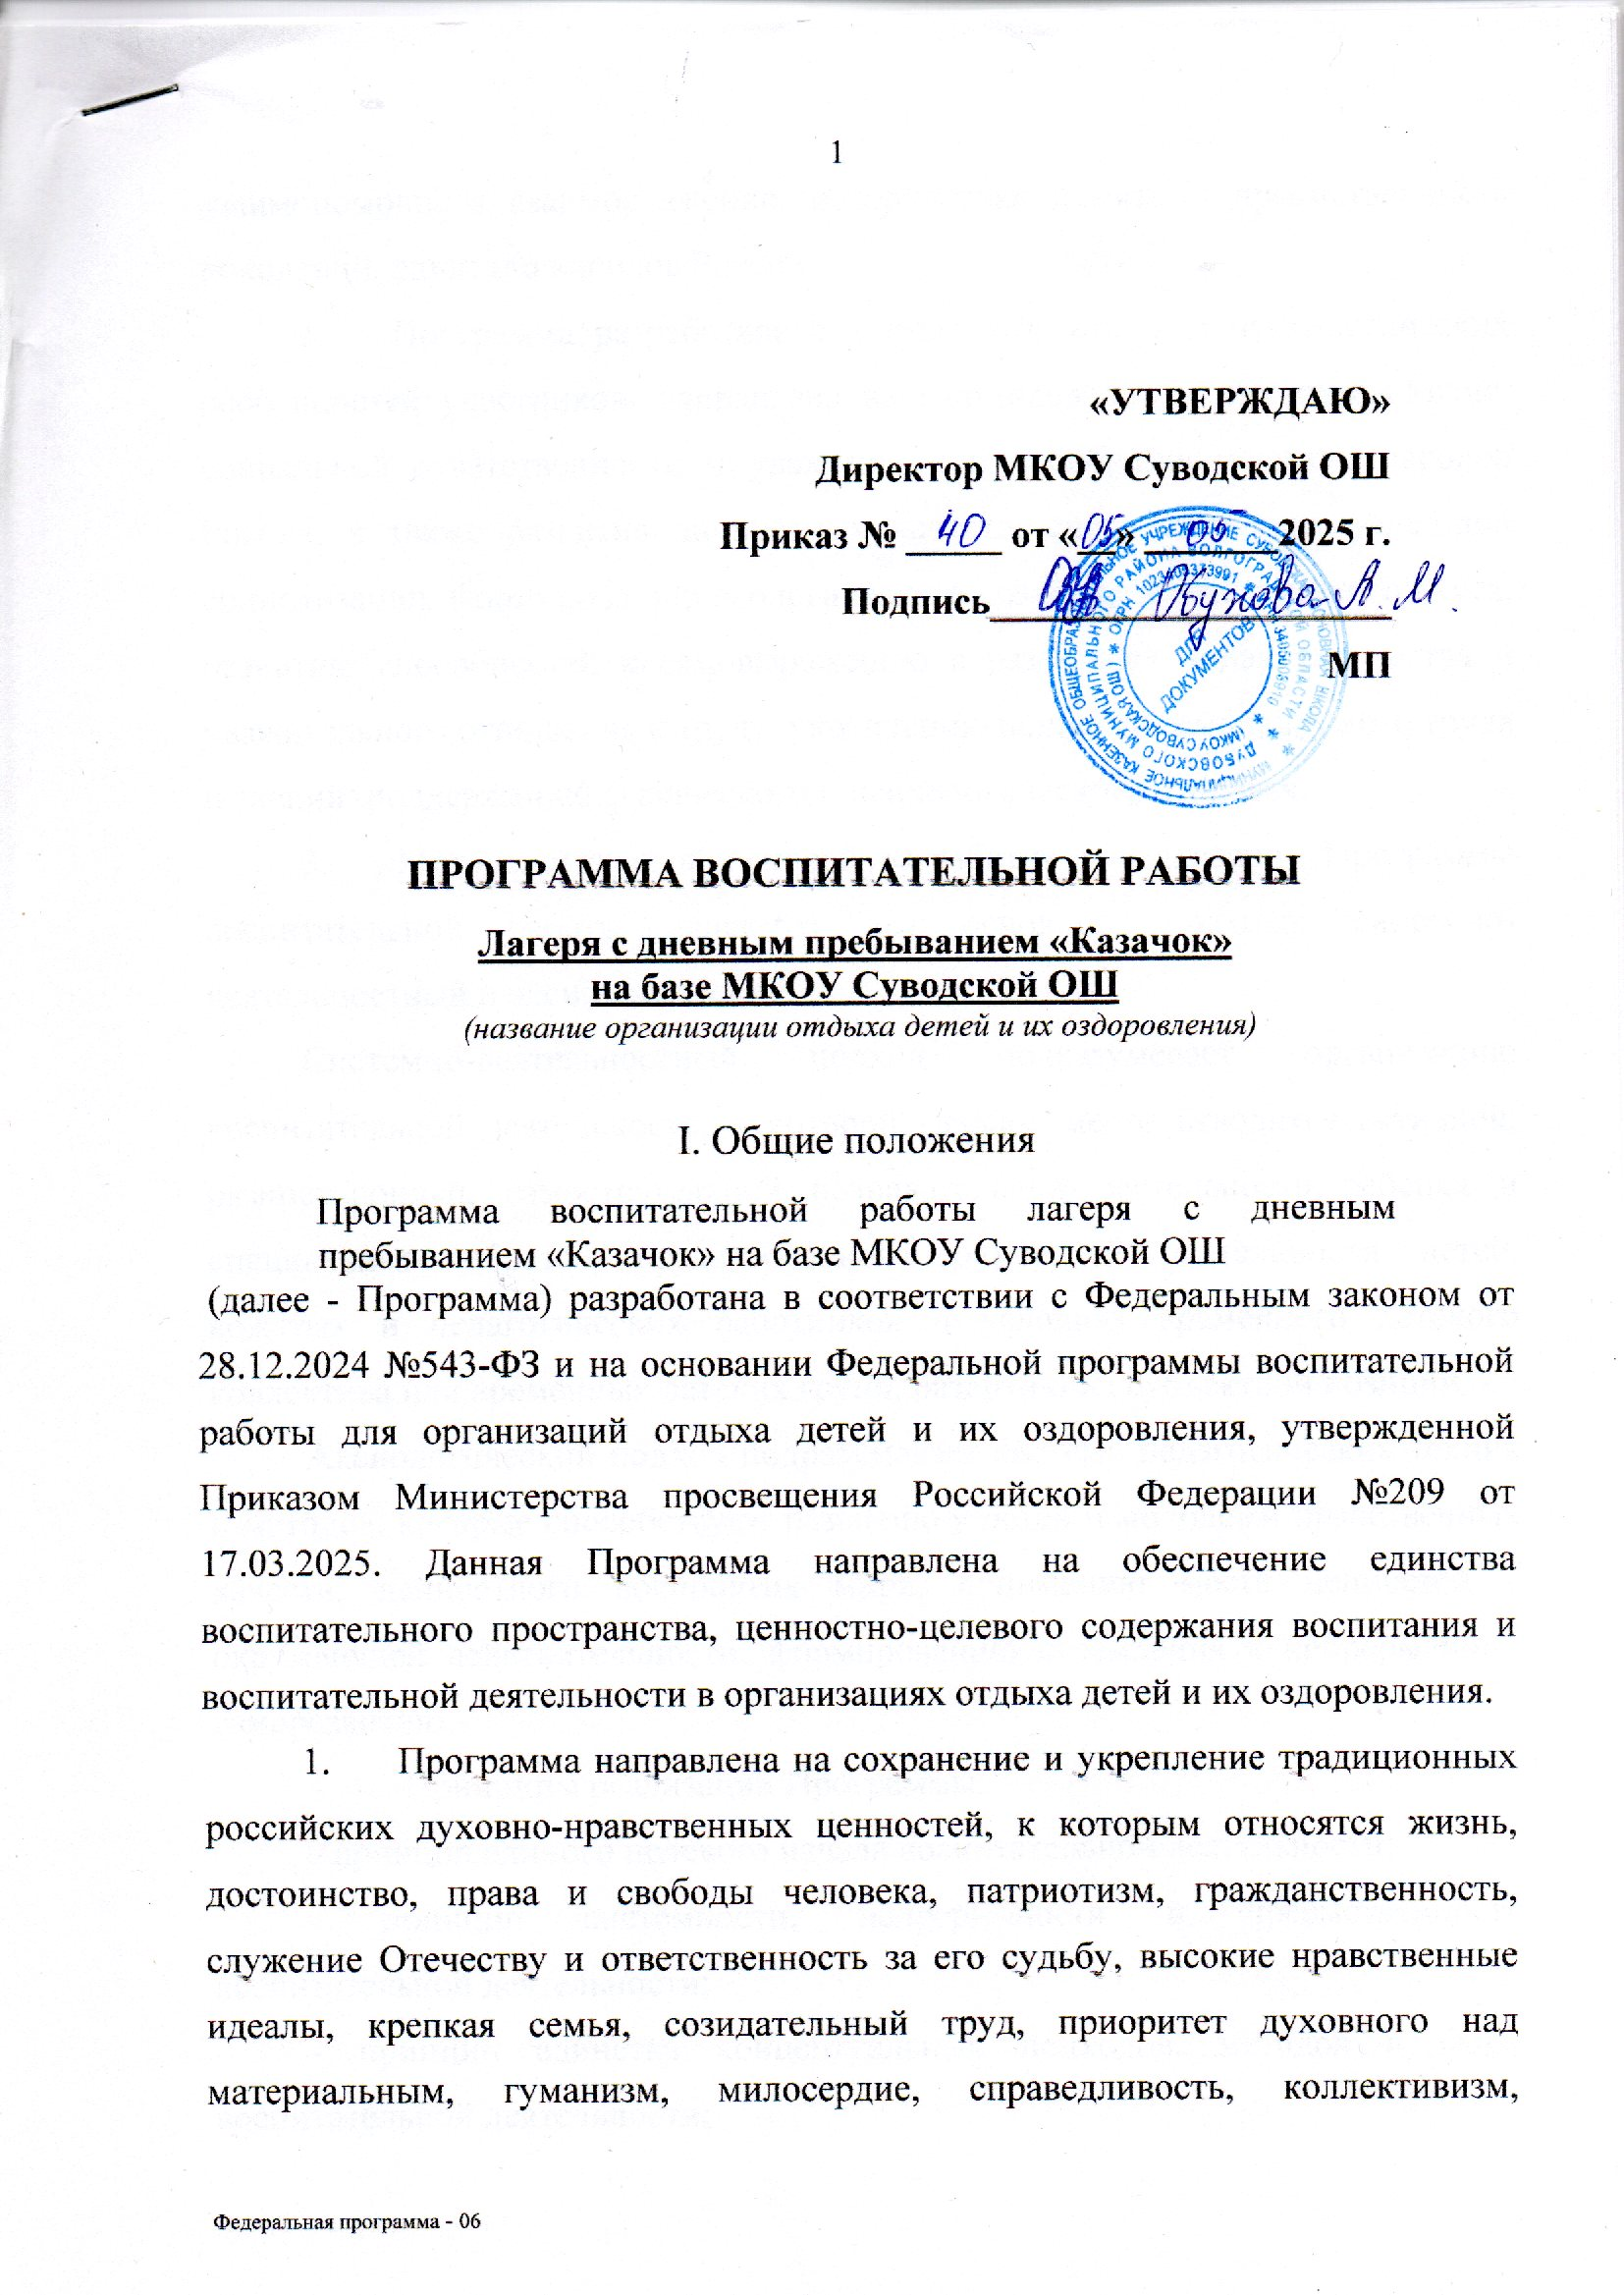 1
«УТВЕРЖДАЮ»
Директор МКОУ Суводской ОШ
Приказ № 40 от «05» 05 2025 г.
Подпись А. М.
МП
ДЛЯ
ДОКУМЕНТОВ
ПРОГРАММА ВОСПИТАТЕЛЬНОЙ РАБОТЫ
Лагеря с дневным пребыванием «Казачок»
на базе МКОУ Суводской ОШ
(название организации отдыха детей и их оздоровления)
I. Общие положения
Программа воспитательной работы лагеря с дневным
пребыванием «Казачок» на базе МКОУ Суводской ОШ
(далее - Программа) разработана в соответствии с Федеральным законом от
28.12.2024 №543-ФЗ и на основании Федеральной программы воспитательной
работы для организаций отдыха детей и их оздоровления, утвержденной
Приказом Министерства просвещения Российской Федерации №209 от
17.03.2025. Данная Программа направлена на обеспечение единства
воспитательного пространства, ценностно-целевого содержания воспитания и
воспитательной деятельности в организациях отдыха детей и их оздоровления.
1. Программа направлена на сохранение и укрепление традиционных
российских духовно-нравственных ценностей, к которым относятся жизнь,
достоинство, права и свободы человека, патриотизм, гражданственность,
служение Отечеству и ответственность за его судьбу, высокие нравственные
идеалы, крепкая семья, созидательный труд, приоритет духовного над
материальным, гуманизм, милосердие, справедливость, коллективизм,
Федеральная программа - 06